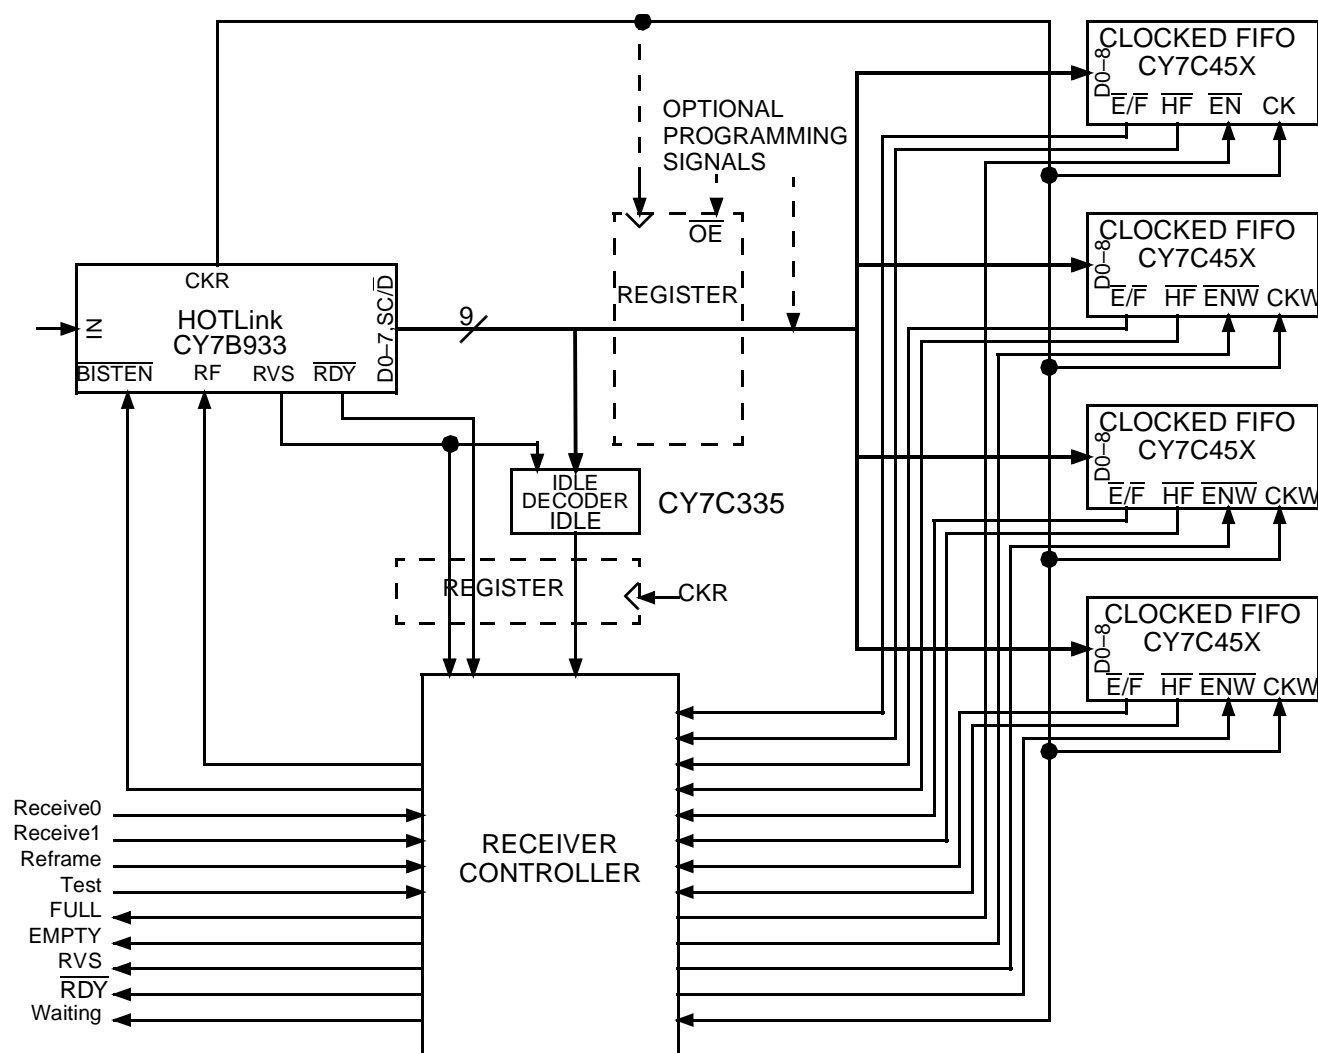 CLOCKED FIFO
CY7C45X
D0–8
E/F HF EN CK
OPTIONAL
PROGRAMMING
SIGNALS
OE
REGISTER
CKR
HOTLink
CY7B933
IN
D0–7,SC/D
BISTEN RF RVS RDY
9
CLOCKED FIFO
CY7C45X
D0–8
E/F HF ENW CKW
IDLE
DECODER
IDLE
CY7C335
CLOCKED FIFO
CY7C45X
D0–8
E/F HF ENW CKW
REGISTER
CKR
CLOCKED FIFO
CY7C45X
D0–8
E/F HF ENW CKW
Receive0
Receive1
Reframe
Test
FULL
EMPTY
RVS
RDY
Waiting
RECEIVER
CONTROLLER